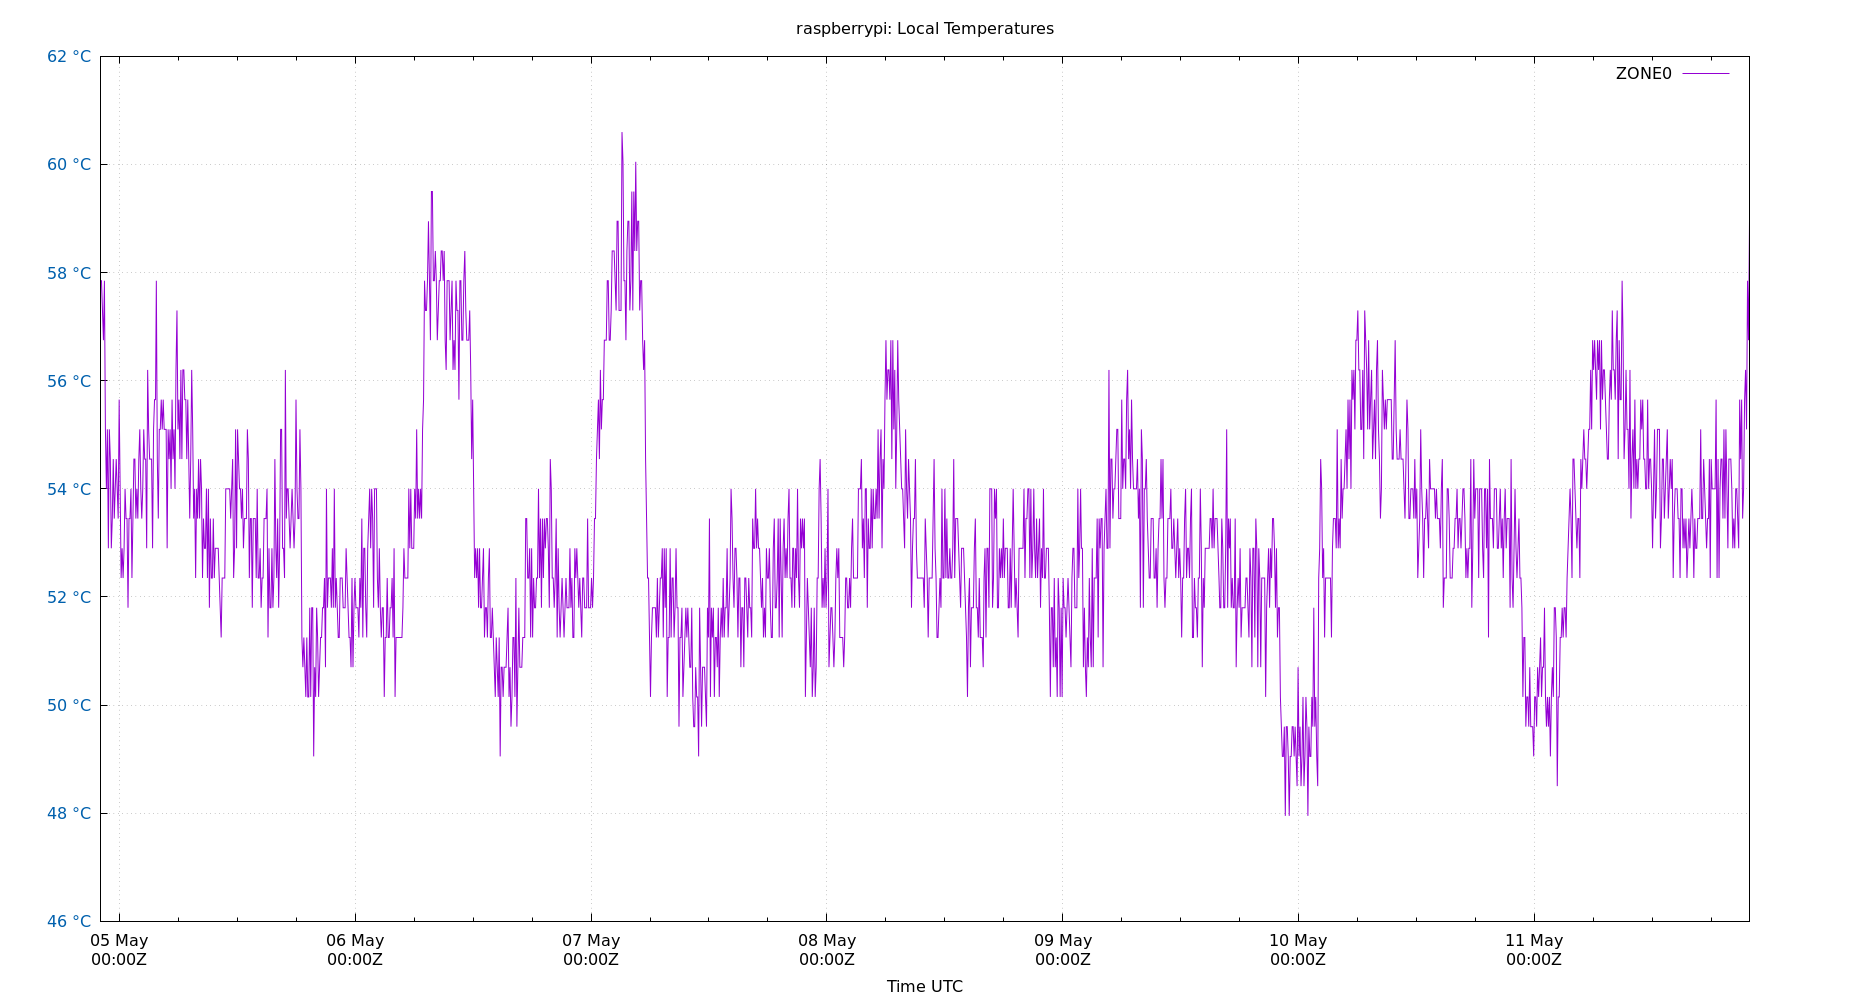 raspberrypi: Local Temperatures
62 °C
ZONE0
60 °C
58 °C
56 °C
54 °C
52 °C
50 °C
48 °C
46 °C
05 May 06 May 07 May 08 May 09 May 10 May 11 May
00:00Z 00:00Z 00:00Z 00:00Z 00:00Z 00:00Z 00:00Z
Time UTC